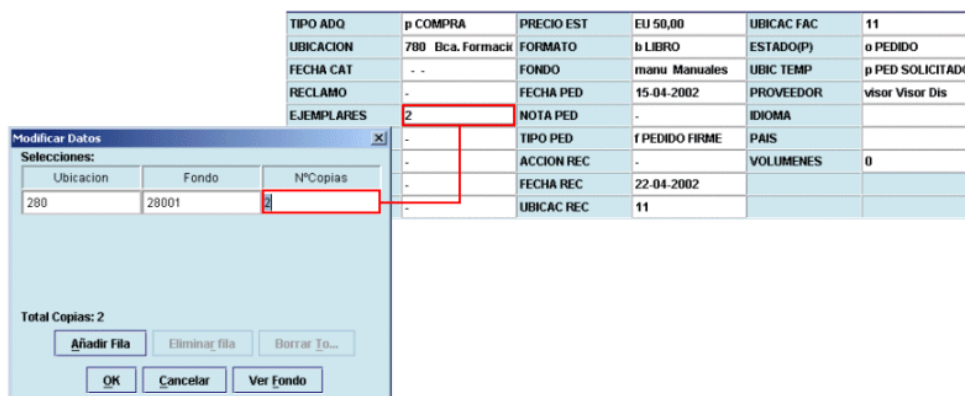 TIPO ADQ p COMPRA PRECIO EST EU 50,00 UBICAC FAC 11
UBICACION 780 Bca. Formació FORMATO b LIBRO ESTADO(P) o PEDIDO
FECHA CAT - - FONDO manu Manuales UBIC TEMP p PED SOLICITADO
RECLAMO - FECHA PED 15-04-2002 PROVEEDOR visor Visor Dis
EJEMPLARES 2 NOTA PED - IDIOMA
- TIPO PED f PEDIDO FIRME PAIS
- ACCION REC - VOLUMENES 0
- FECHA REC 22-04-2002
- UBICAC REC 11
Modificar Datos
Selecciones:
Ubicacion Fondo NºCopias
280 28001 2
Total Copias: 2
Añadir Fila Eliminar fila Borrar To...
OK Cancelar Ver Fondo